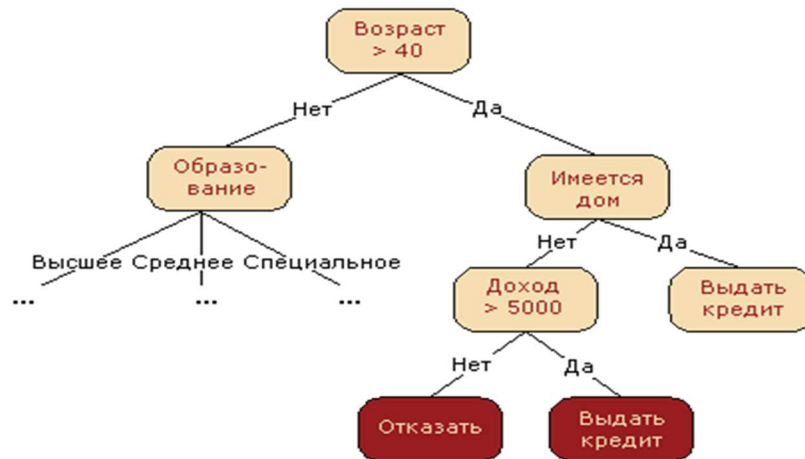 Возраст
> 40
Нет
Да
Образо-
вание
Имеется
дом
Высшее Среднее Специальное
... ... ...
Нет
Да
Доход
> 5000
Выдать
кредит
Нет
Да
Отказать
Выдать
кредит